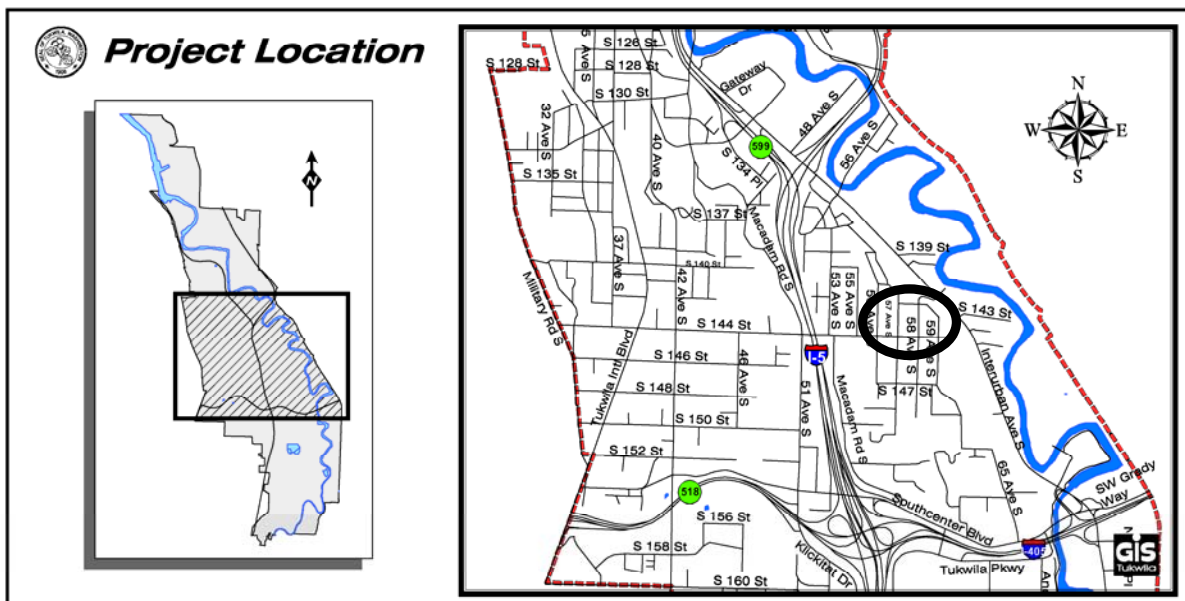 Project Location
SEAL OF TUKWILA, WASHINGTON
1908
N
S 126 St
S 128 St
S 128 St
S 130 St
Gateway
Dr
48 Ave S
56 Ave S
N
W
E
S
32 Ave S
40 Ave S
599
S 134 Pl
S 135 St
S 137 St
Macadam Rd S
S 139 St
37 Ave S
S 140 St
42 Ave S
Military Rd S
53 Ave S
55 Ave S
57 Ave S
58 Ave S
59 Ave S
S 143 St
S 144 St
Tukwila Intl Blvd
S 146 St
46 Ave S
I-5
S 147 St
S 148 St
51 Ave S
Macadam Rd S
Interurban Ave S
S 150 St
S 152 St
65 Ave S
518
SW Grady
Way
S 156 St
Southcenter Blvd
S 158 St
Klickitat Dr
I-405
Tukwila Pkwy
S 160 St
GIS
Tukwila